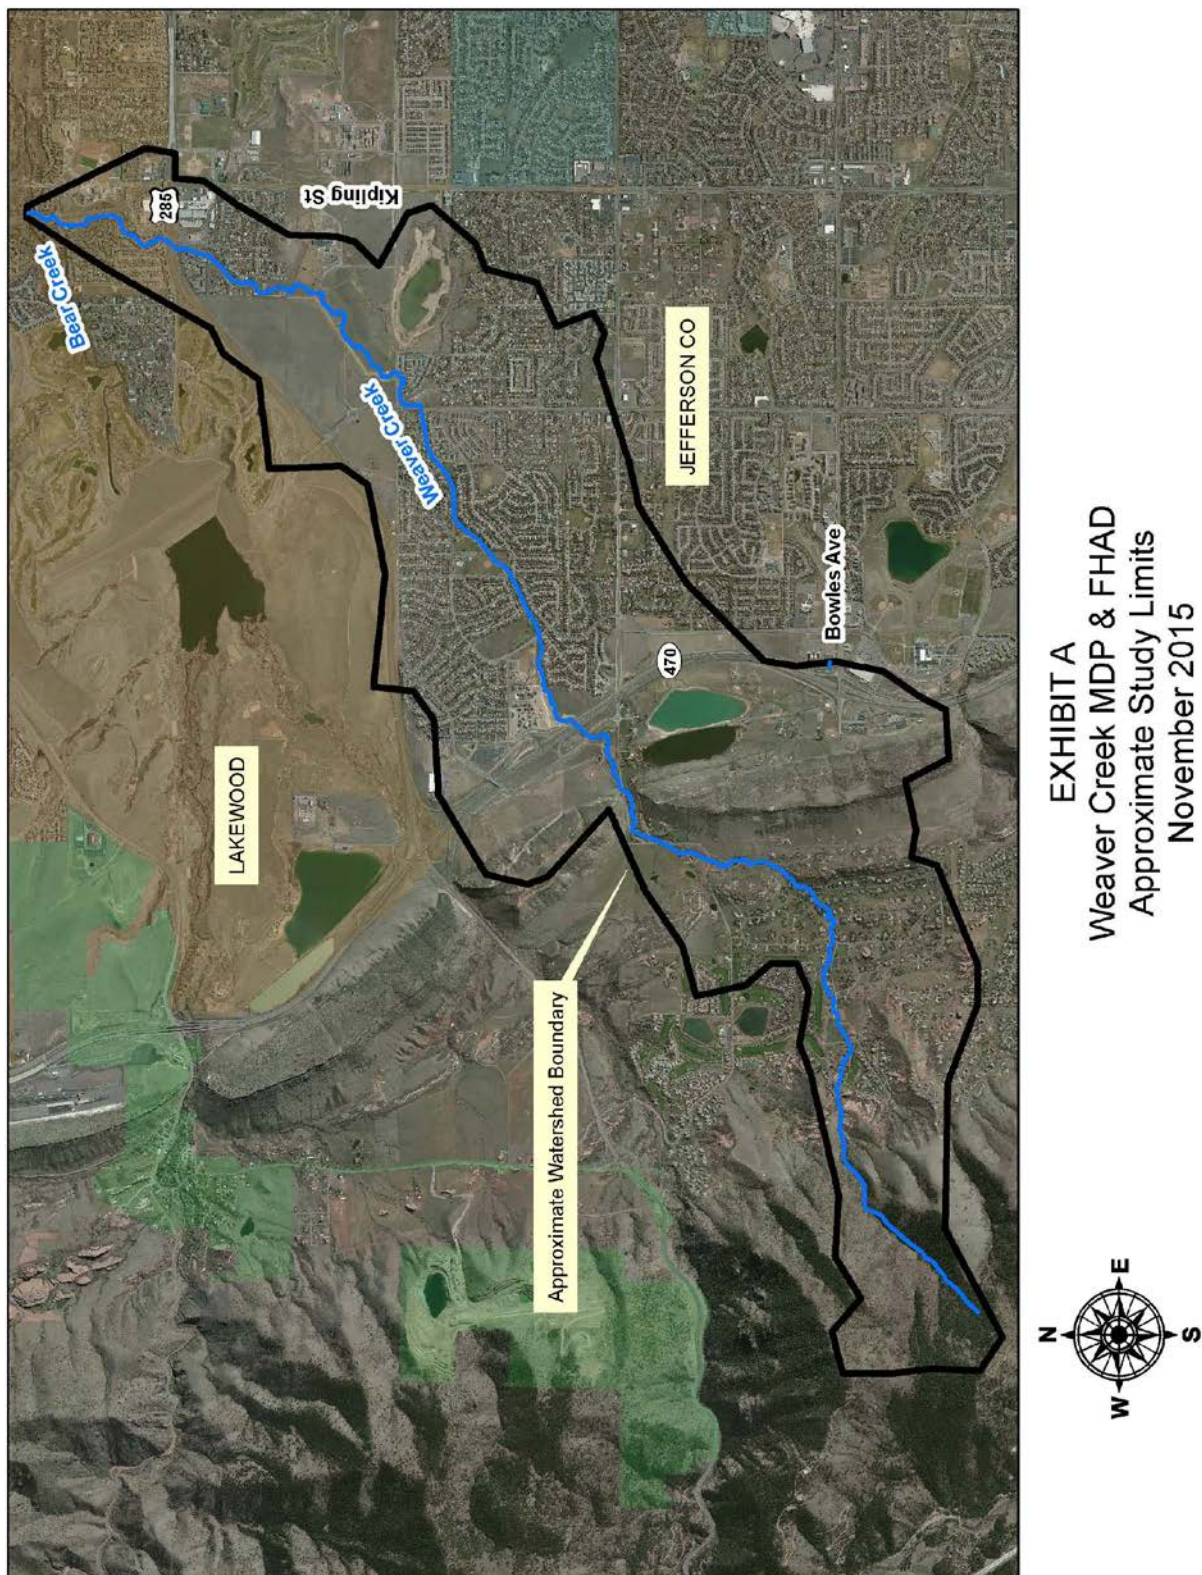 Bear Creek
285
Kipling St
Weaver Creek
LAKEWOOD
JEFFERSON CO
470
Bowles Ave
Approximate Watershed Boundary
N
W
E
S
EXHIBIT A
Weaver Creek MDP & FHAD
Approximate Study Limits
November 2015